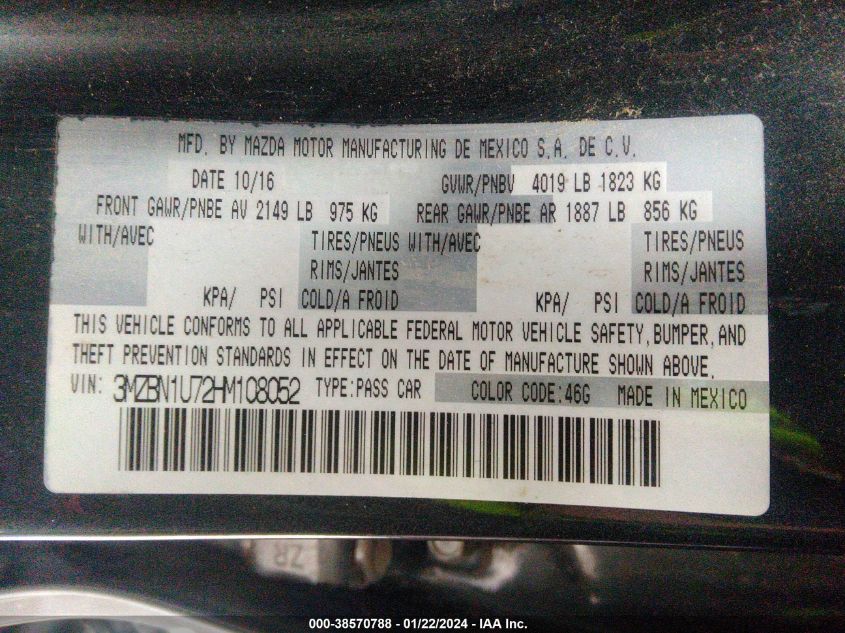 MFD. BY MAZDA MOTOR MANUFACTURING DE MEXICO S.A. DE C.V.
DATE 10/16 GVWR/PNBV 4019 LB 1823 KG
FRONT GAWR/PNBE AV 2149 LB 975 KG REAR GAWR/PNBE AR 1887 LB 856 KG
WITH/AVEC TIRES/PNEUS WITH/AVEC TIRES/PNEUS
RIMS/JANTES RIMS/JANTES
KPA/ PSI COLD/A FROID KPA/ PSI COLD/A FROID
THIS VEHICLE CONFORMS TO ALL APPLICABLE FEDERAL MOTOR VEHICLE SAFETY, BUMPER, AND
THEFT PREVENTION STANDARDS IN EFFECT ON THE DATE OF MANUFACTURE SHOWN ABOVE.
VIN: 3MZBN1U72HM108052 TYPE:PASS CAR COLOR CODE:46G MADE IN MEXICO
ZR
000-38570788 - 01/22/2024 - IAA Inc.